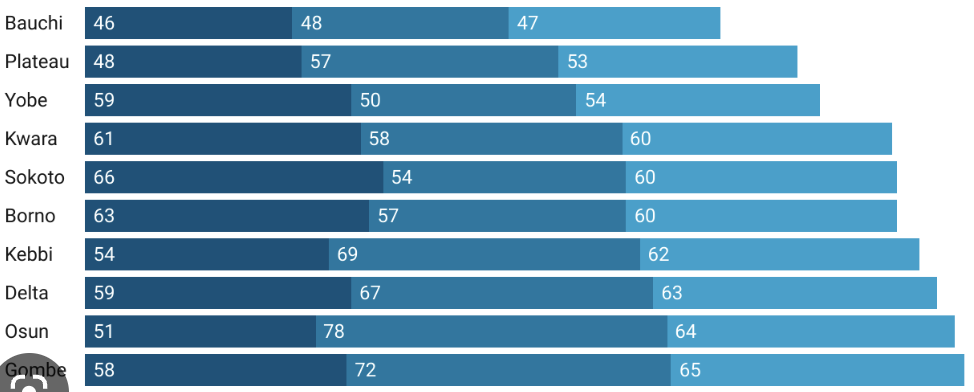 Bauchi 46 48 47
Plateau 48 57 53
Yobe 59 50 54
Kwara 61 58 60
Sokoto 66 54 60
Borno 63 57 60
Kebbi 54 69 62
Delta 59 67 63
Osun 51 78 64
Gombe 58 72 65